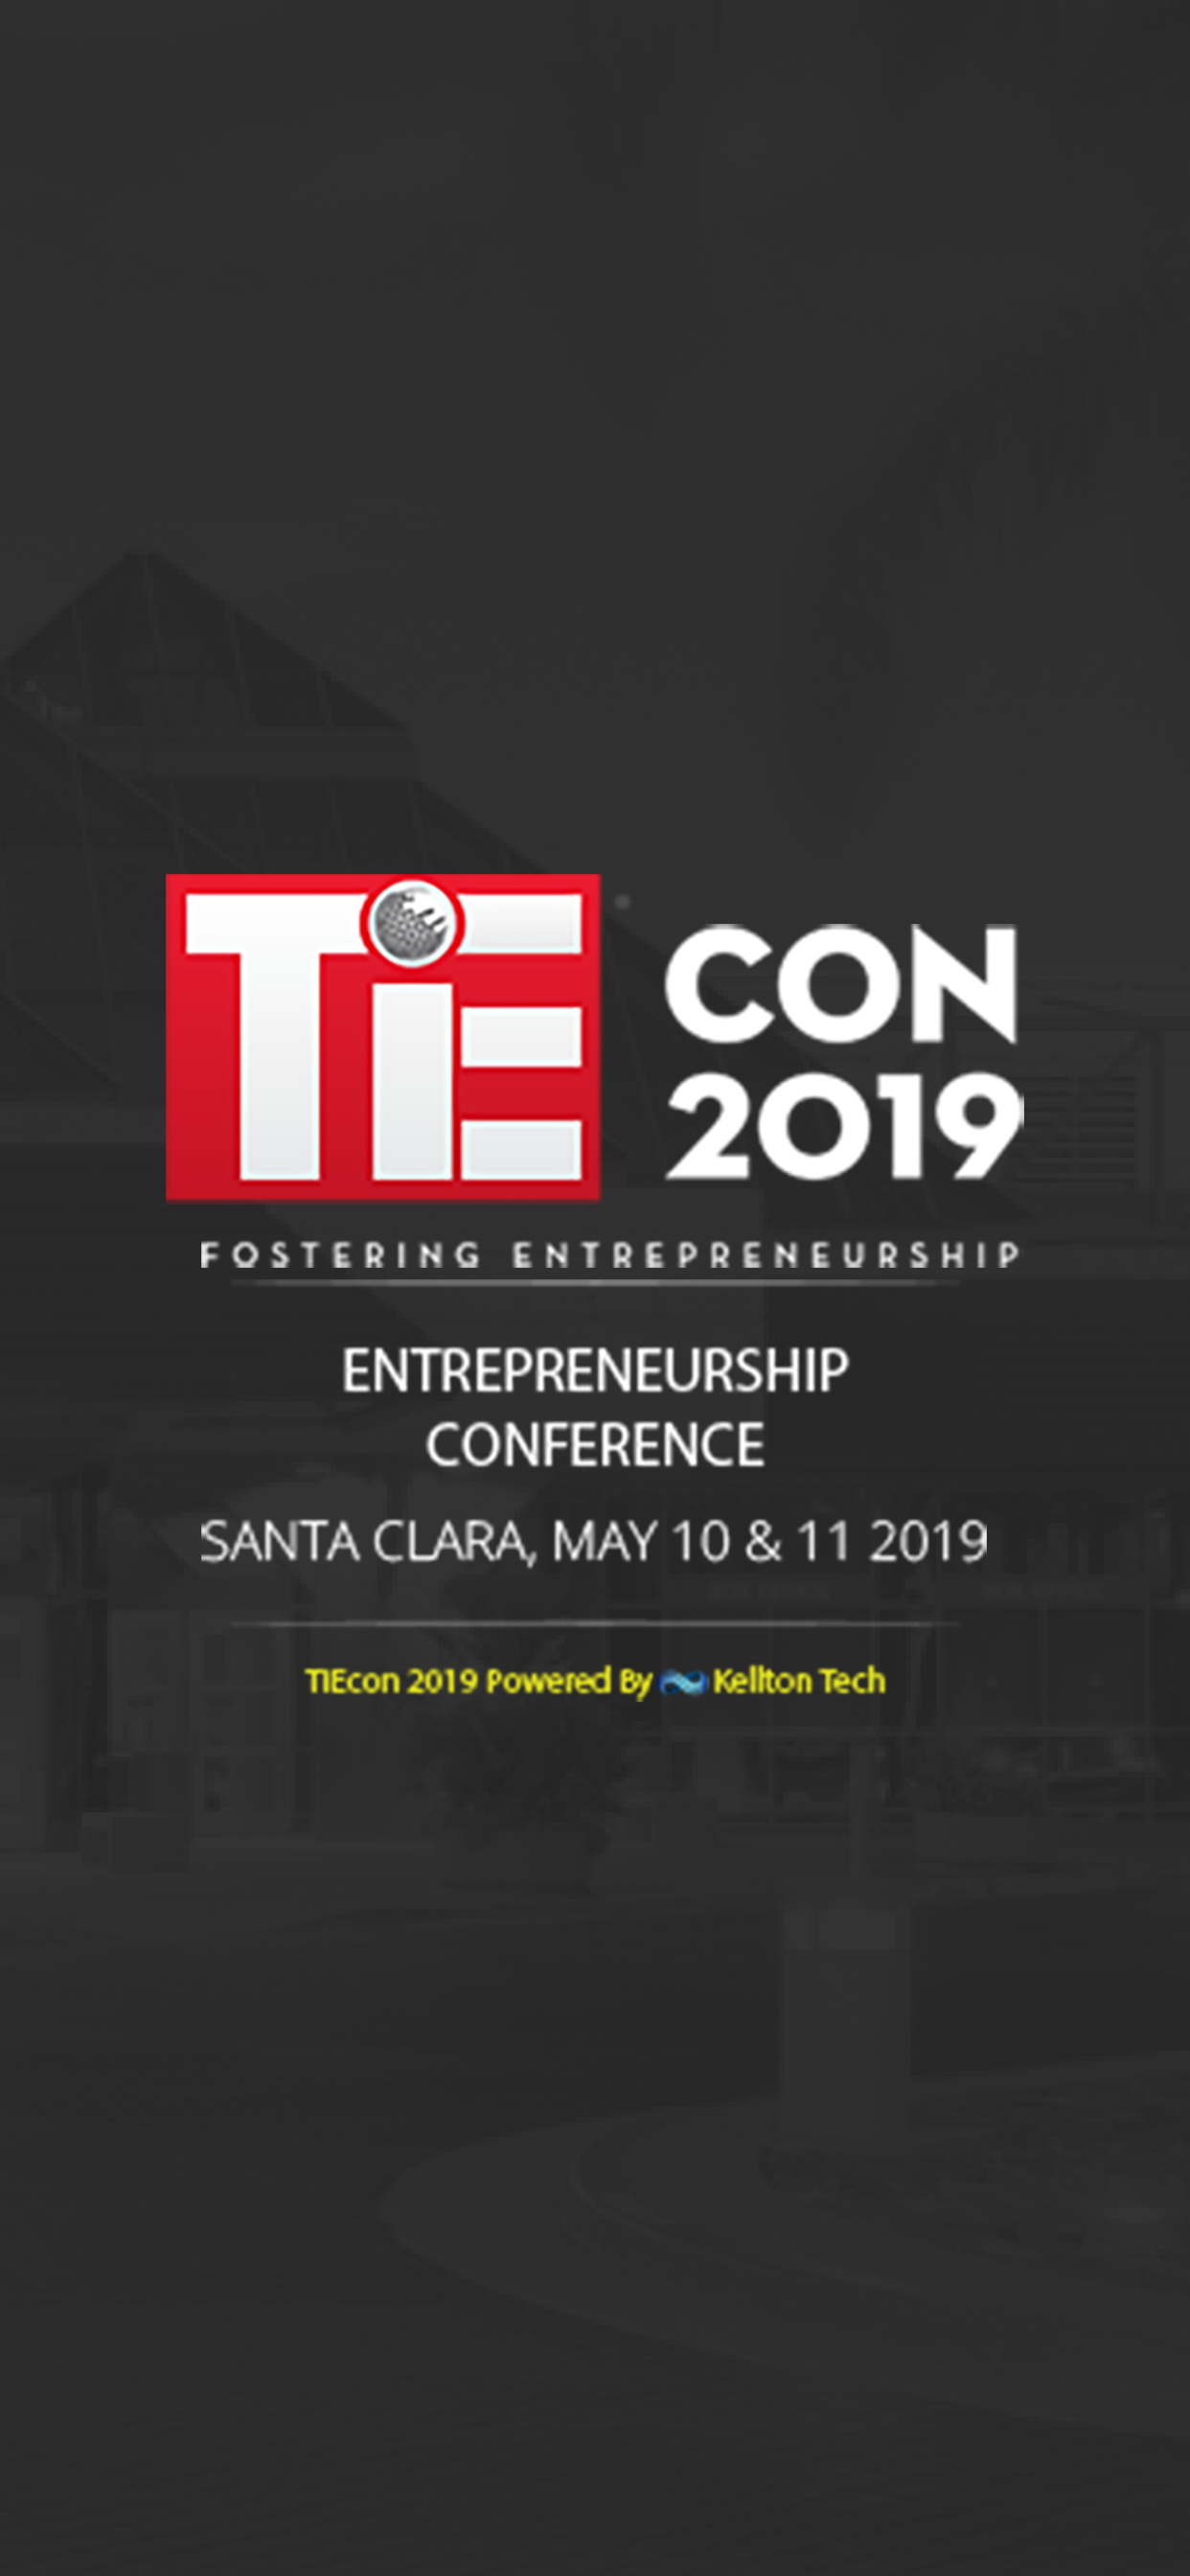 TiE
CON
2019
FOSTERING ENTREPRENEURSHIP
ENTREPRENEURSHIP
CONFERENCE
SANTA CLARA, MAY 10 & 11 2019
TIEcon 2019 Powered By Kellton Tech